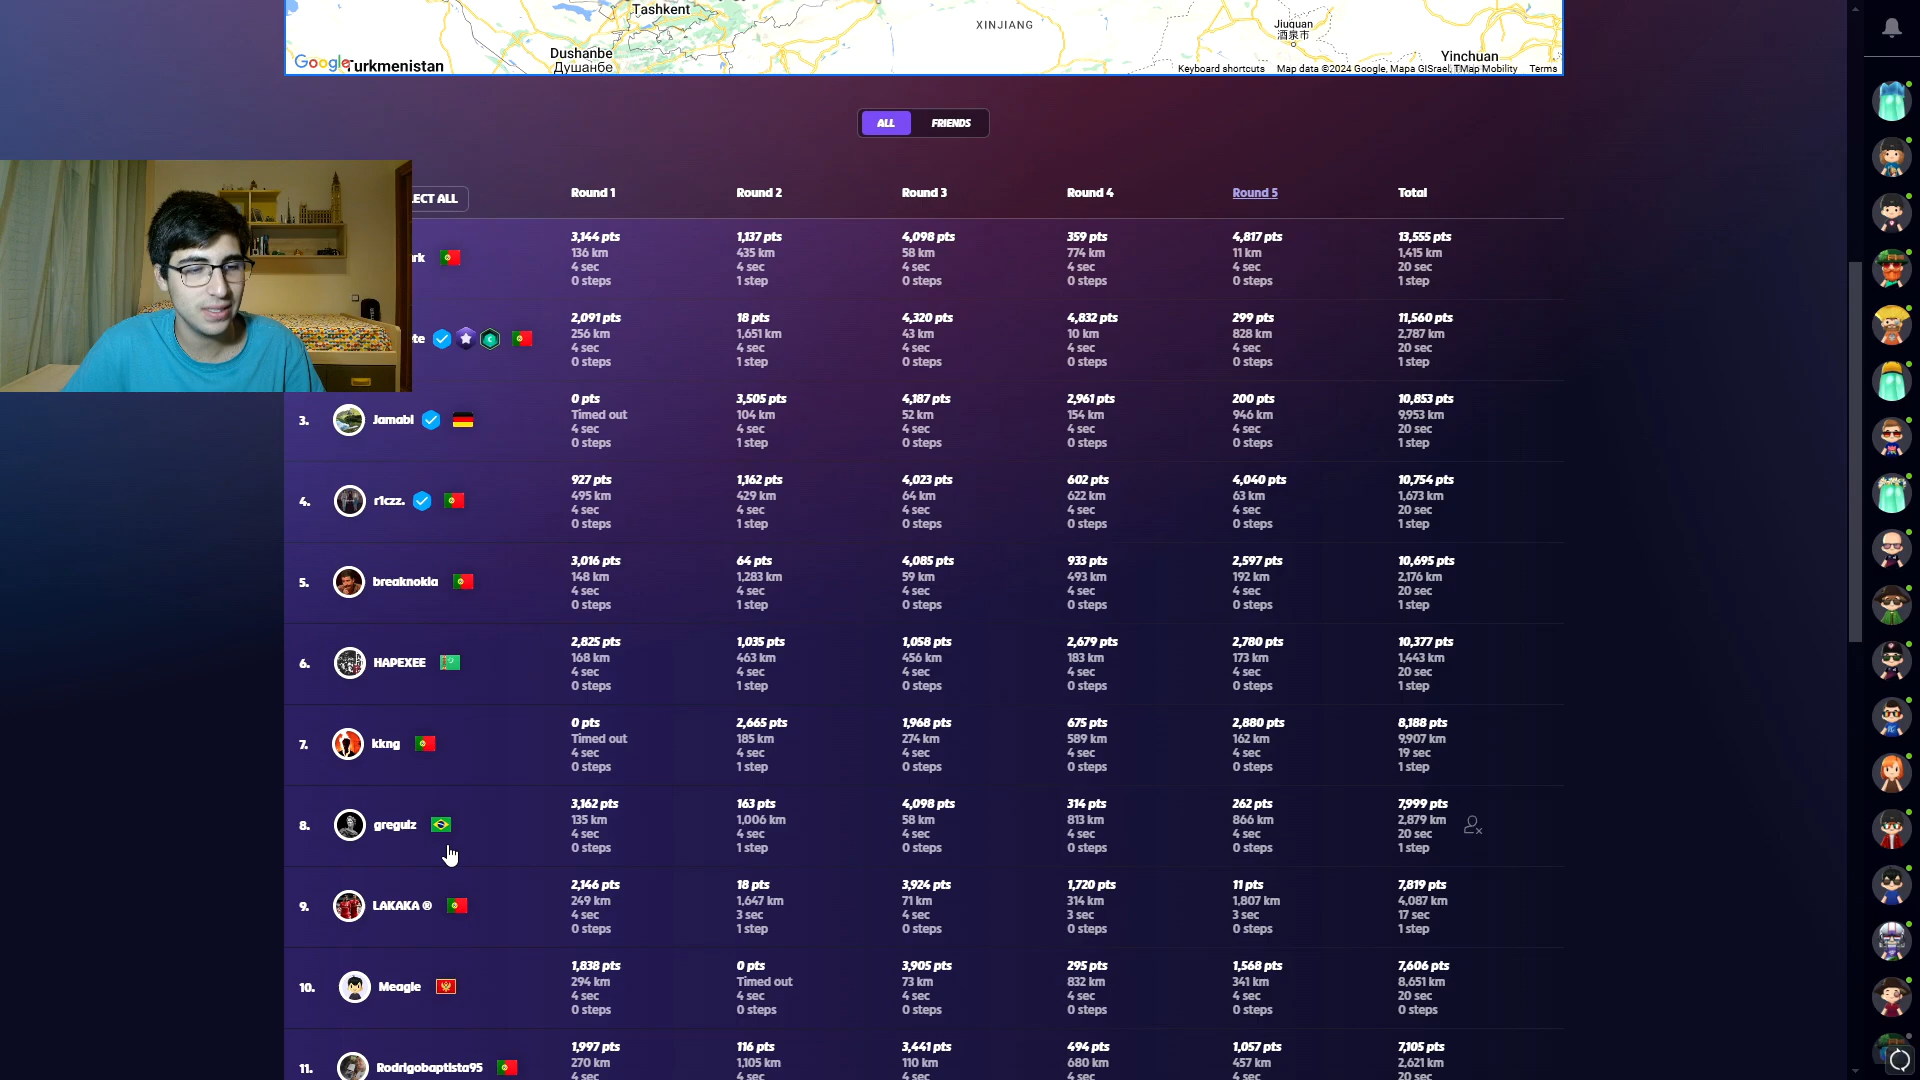 Tashkent
XINJIANG
Jiuquan
酒泉市
Dushanbe
Душанбе
Yinchuan
Google
Turkmenistan
Keyboard shortcuts Map data ©2024 Google, Mapa GISrael, TMap Mobility Terms
ALL FRIENDS
LECT ALL Round 1 Round 2 Round 3 Round 4 Round 5 Total
3,144 pts 1,137 pts 4,098 pts 359 pts 4,817 pts 13,555 pts
rk 136 km 435 km 58 km 774 km 11 km 1,415 km
4 sec 4 sec 4 sec 4 sec 4 sec 20 sec
0 steps 1 step 0 steps 0 steps 0 steps 1 step
2,091 pts 18 pts 4,320 pts 4,832 pts 299 pts 11,560 pts
te 256 km 1,651 km 43 km 10 km 828 km 2,787 km
4 sec 4 sec 4 sec 4 sec 4 sec 20 sec
0 steps 1 step 0 steps 0 steps 0 steps 1 step
0 pts 3,505 pts 4,187 pts 2,961 pts 200 pts 10,853 pts
3. Jamabl Timed out 104 km 52 km 154 km 946 km 9,953 km
4 sec 4 sec 4 sec 4 sec 4 sec 20 sec
0 steps 1 step 0 steps 0 steps 0 steps 1 step
927 pts 1,162 pts 4,023 pts 602 pts 4,040 pts 10,754 pts
4. r1czz. 495 km 429 km 64 km 622 km 63 km 1,673 km
4 sec 4 sec 4 sec 4 sec 4 sec 20 sec
0 steps 1 step 0 steps 0 steps 0 steps 1 step
3,016 pts 64 pts 4,085 pts 933 pts 2,597 pts 10,695 pts
5. breaknokia 148 km 1,283 km 59 km 493 km 192 km 2,176 km
4 sec 4 sec 4 sec 4 sec 4 sec 20 sec
0 steps 1 step 0 steps 0 steps 0 steps 1 step
2,825 pts 1,035 pts 1,058 pts 2,679 pts 2,780 pts 10,377 pts
6. HAPEXEE 168 km 463 km 456 km 183 km 173 km 1,443 km
4 sec 4 sec 4 sec 4 sec 4 sec 20 sec
0 steps 1 step 0 steps 0 steps 0 steps 1 step
0 pts 2,665 pts 1,968 pts 675 pts 2,880 pts 8,188 pts
7. kkng Timed out 185 km 274 km 589 km 162 km 9,907 km
4 sec 4 sec 4 sec 4 sec 4 sec 19 sec
0 steps 1 step 0 steps 0 steps 0 steps 1 step
3,162 pts 163 pts 4,098 pts 314 pts 262 pts 7,999 pts
8. greguiz 135 km 1,006 km 58 km 813 km 866 km 2,879 km
4 sec 4 sec 4 sec 4 sec 4 sec 20 sec
0 steps 1 step 0 steps 0 steps 0 steps 1 step
2,146 pts 18 pts 3,924 pts 1,720 pts 11 pts 7,819 pts
9. LAKAKA ® 249 km 1,647 km 71 km 314 km 1,807 km 4,087 km
4 sec 3 sec 4 sec 3 sec 3 sec 17 sec
0 steps 1 step 0 steps 0 steps 0 steps 1 step
1,838 pts 0 pts 3,905 pts 295 pts 1,568 pts 7,606 pts
10. Meagle 294 km Timed out 73 km 832 km 341 km 8,651 km
4 sec 4 sec 4 sec 4 sec 4 sec 20 sec
0 steps 0 steps 0 steps 0 steps 0 steps 0 steps
1,997 pts 116 pts 3,441 pts 494 pts 1,057 pts 7,105 pts
11. Rodrigobaptista95 270 km 1,105 km 110 km 680 km 457 km 2,621 km
4 sec 4 sec 4 sec 4 sec 4 sec 20 sec